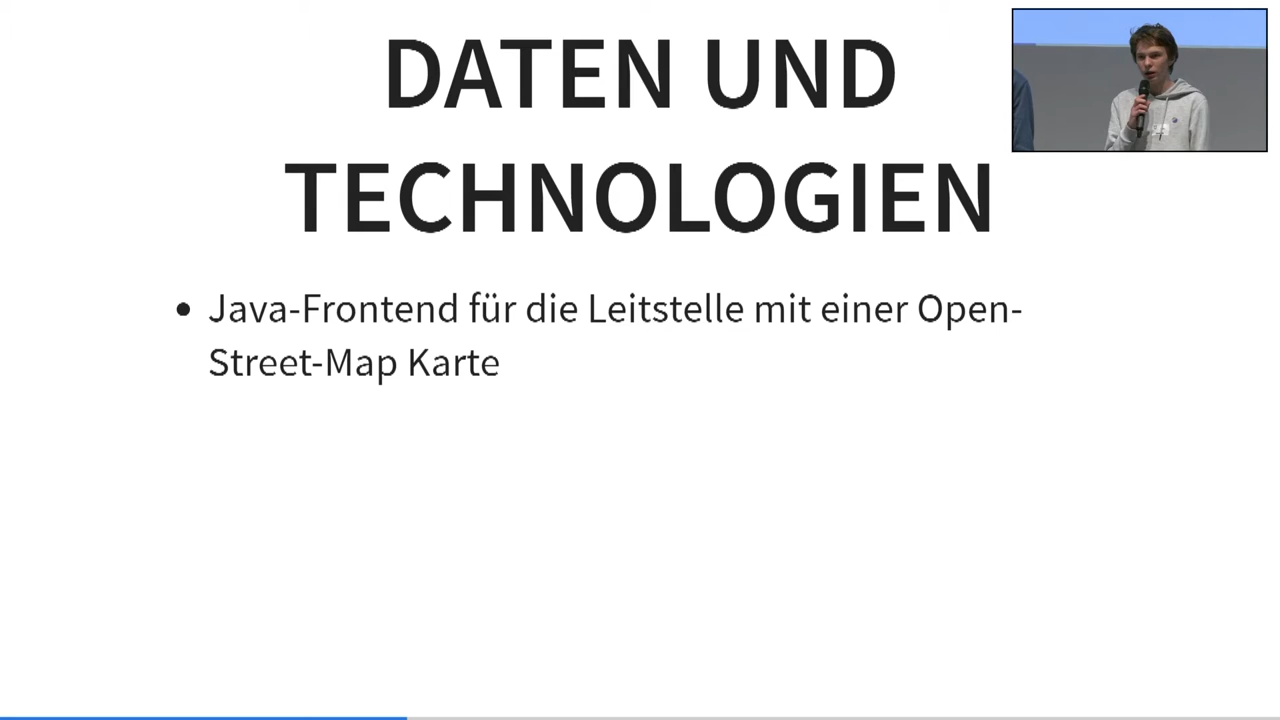 DATEN UND
TECHNOLOGIEN
• Java-Frontend für die Leitstelle mit einer Open-
Street-Map Karte